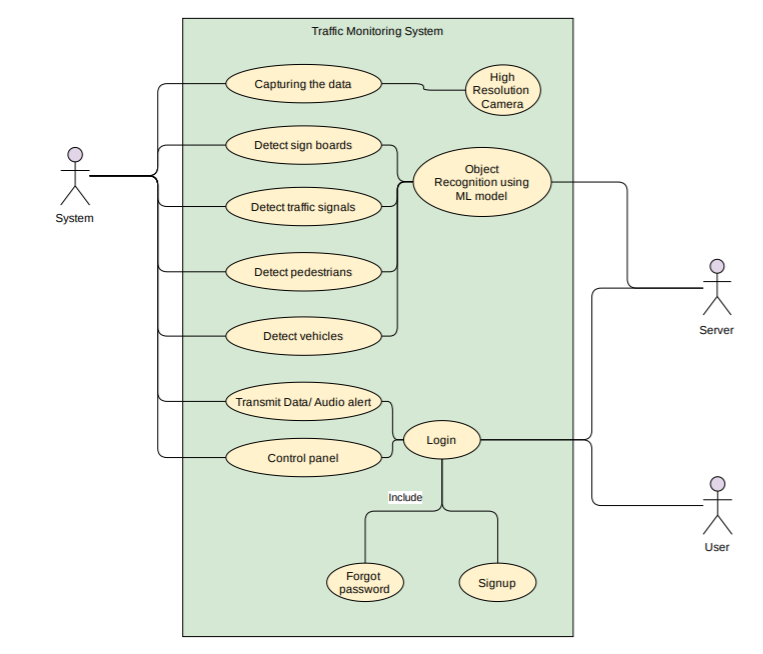 Traffic Monitoring System
Capturing the data
High
Resolution
Camera
Detect sign boards
Object
Recognition using
ML model
System
Detect traffic signals
Detect pedestrians
Server
Detect vehicles
Transmit Data/ Audio alert
Login
Control panel
Include
User
Forgot
password
Signup